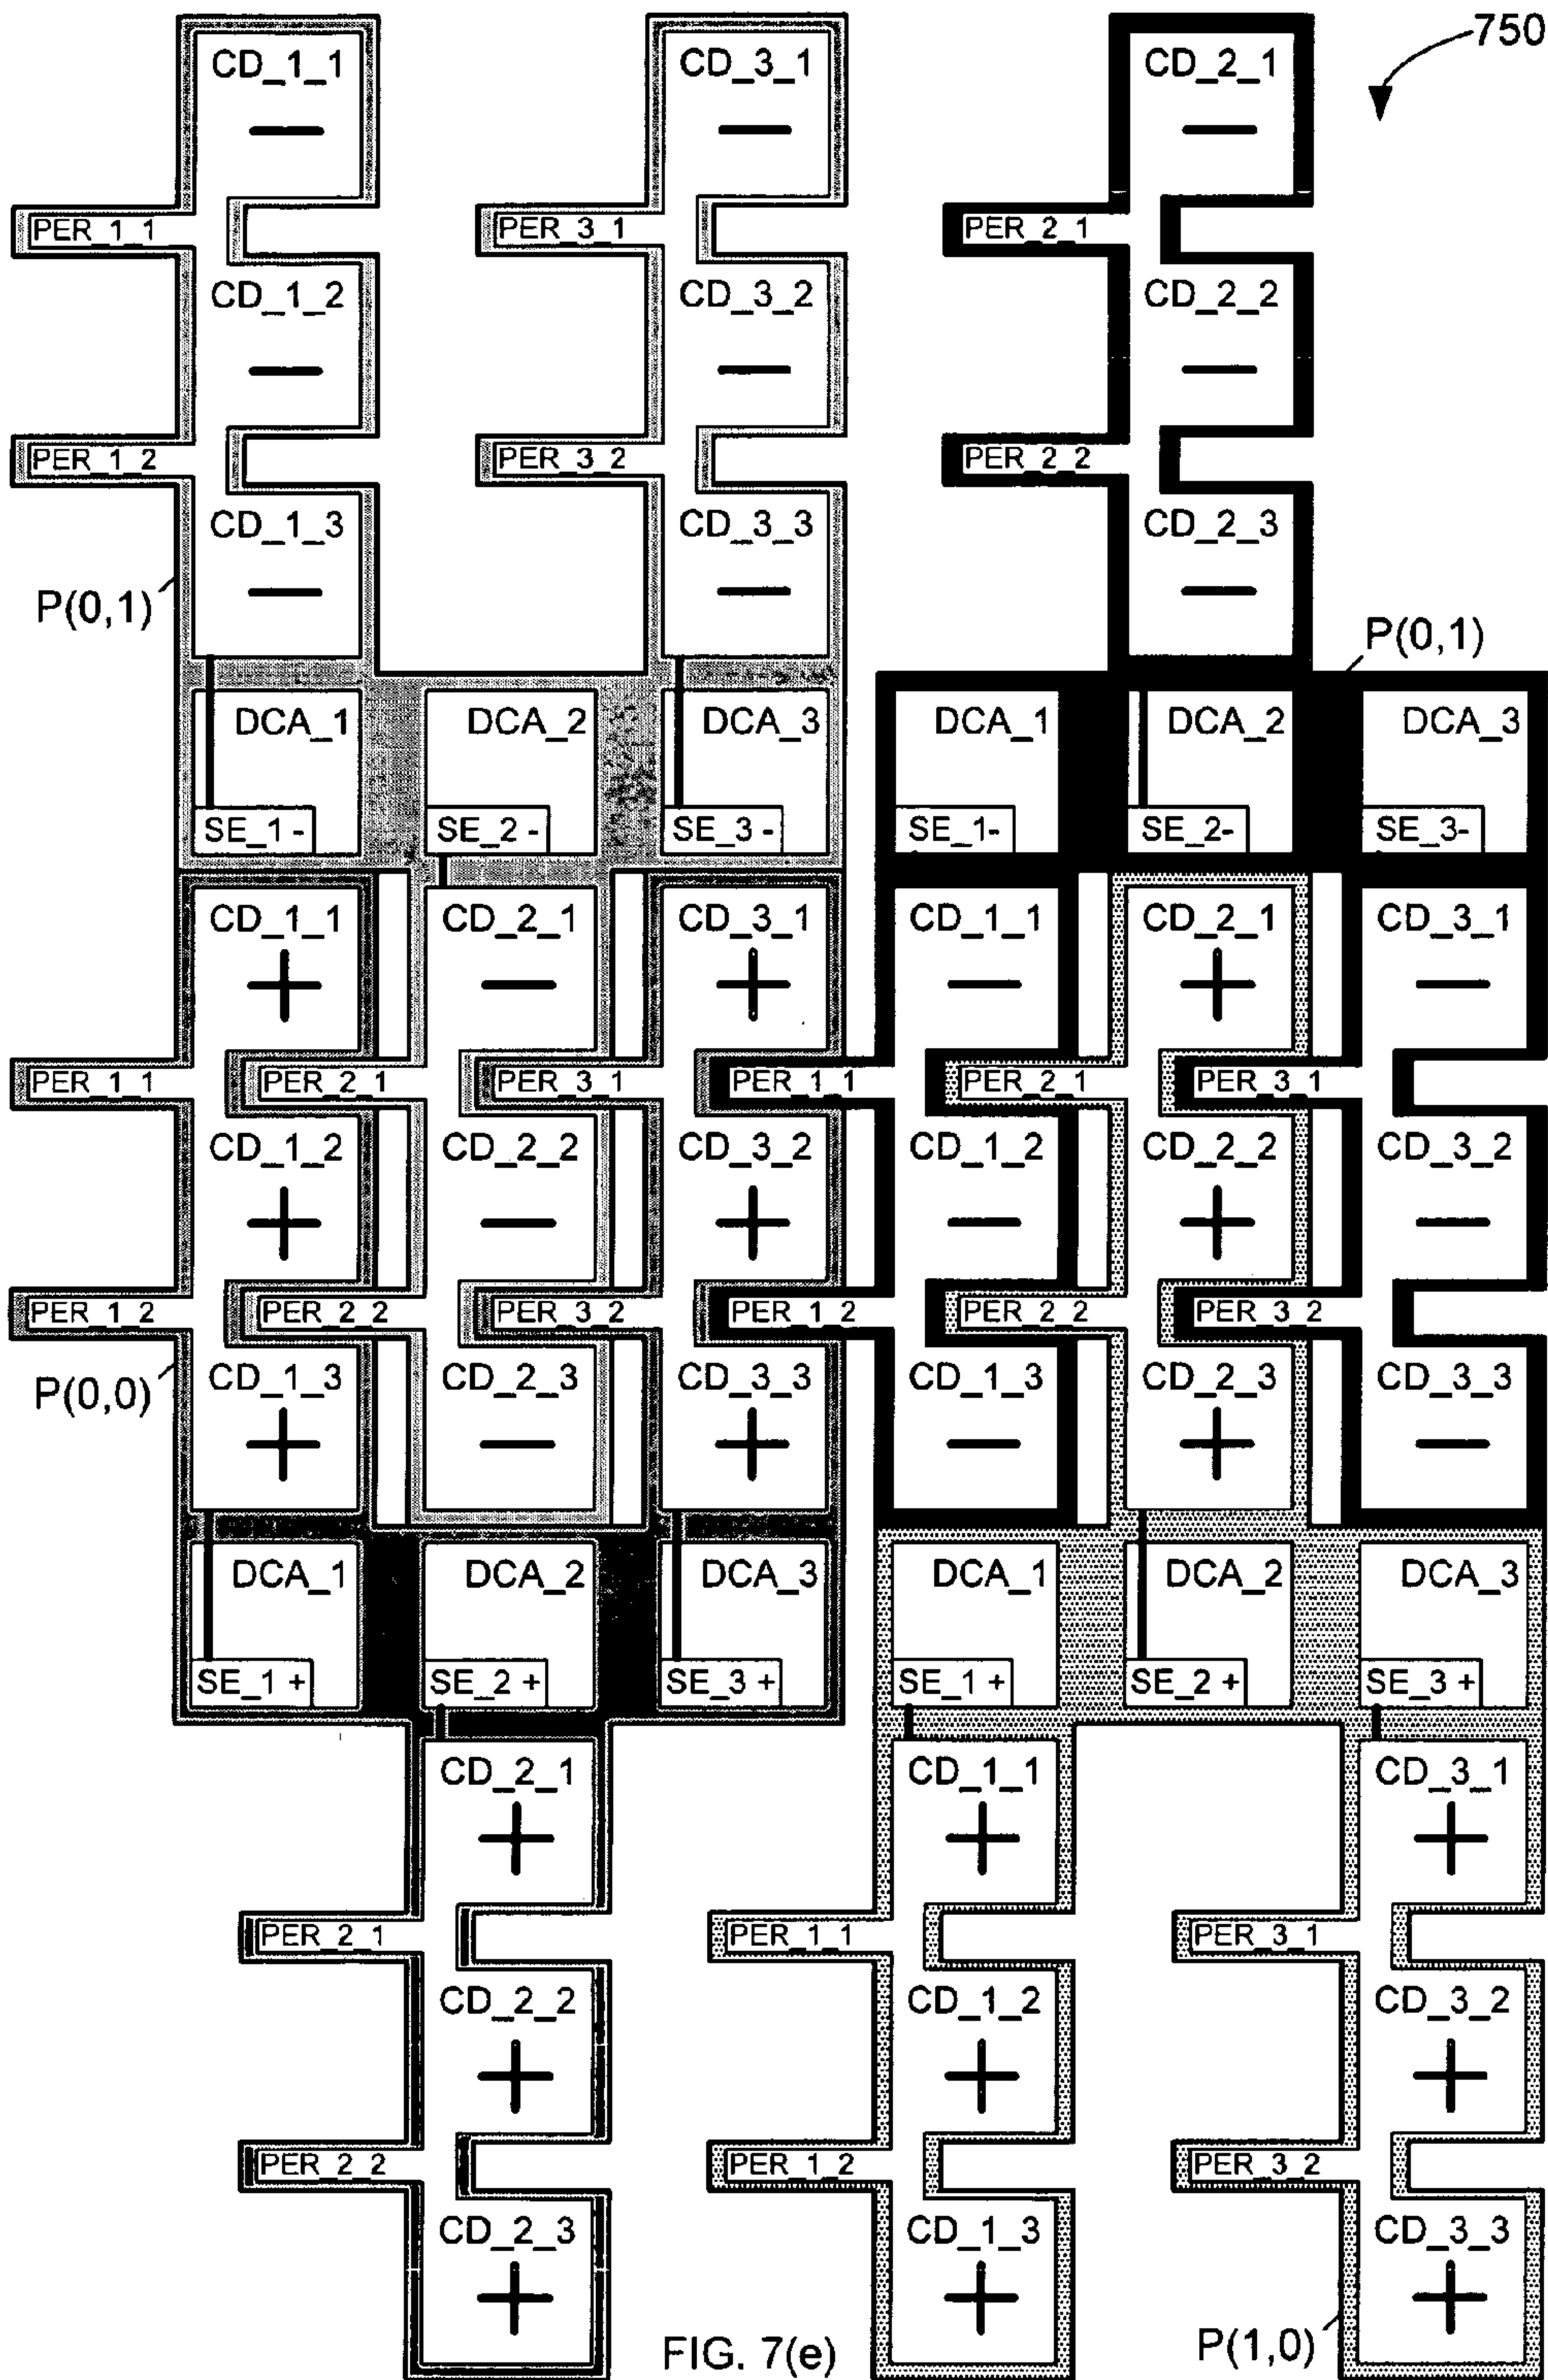 750
CD_1_1 CD_3_1 CD_2_1
— — —
PER_1_1 PER_3_1 PER_2_1
CD_1_2 CD_3_2 CD_2_2
— — —
PER_1_2 PER_3_2 PER_2_2
CD_1_3 CD_3_3 CD_2_3
— — —
P(0,1) P(0,1)
DCA_1 DCA_2 DCA_3 DCA_1 DCA_2 DCA_3
SE_1 - SE_2 - SE_3 - SE_1- SE_2- SE_3-
CD_1_1 CD_2_1 CD_3_1 CD_1_1 CD_2_1 CD_3_1
+ — + — + —
PER_1_1 PER_2_1 PER_3_1 PER_1_1 PER_2_1 PER_3_1
CD_1_2 CD_2_2 CD_3_2 CD_1_2 CD_2_2 CD_3_2
+ — + — + —
PER_1_2 PER_2_2 PER_3_2 PER_1_2 PER_2_2 PER_3_2
P(0,0)
CD_1_3 CD_2_3 CD_3_3 CD_1_3 CD_2_3 CD_3_3
+ — + — + —
DCA_1 DCA_2 DCA_3 DCA_1 DCA_2 DCA_3
SE_1 + SE_2 + SE_3 + SE_1 + SE_2 + SE_3 +
CD_2_1 CD_1_1 CD_3_1
+ + +
PER_2_1 PER_1_1 PER_3_1
CD_2_2 CD_1_2 CD_3_2
+ + +
PER_2_2 PER_1_2 PER_3_2
CD_2_3 CD_1_3 CD_3_3
+ + +
P(1,0)
FIG. 7(e)